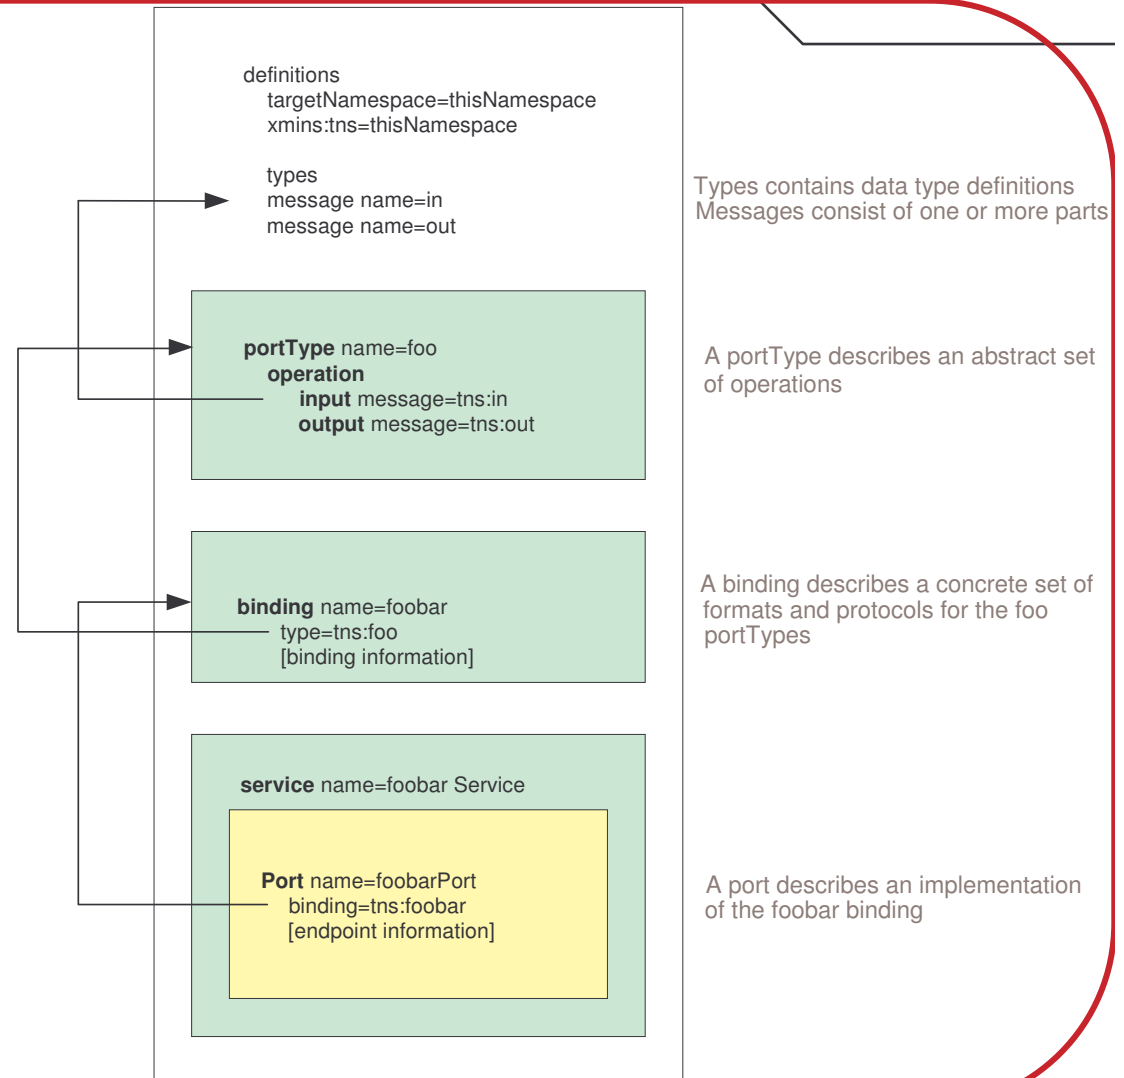 definitions
targetNamespace=thisNamespace
xmins:tns=thisNamespace
types
message name=in
message name=out
Types contains data type definitions
Messages consist of one or more parts
portType name=foo
operation
input message=tns:in
output message=tns:out
A portType describes an abstract set
of operations
binding name=foobar
type=tns:foo
[binding information]
A binding describes a concrete set of
formats and protocols for the foo
portTypes
service name=foobar Service
Port name=foobarPort
binding=tns:foobar
[endpoint information]
A port describes an implementation
of the foobar binding